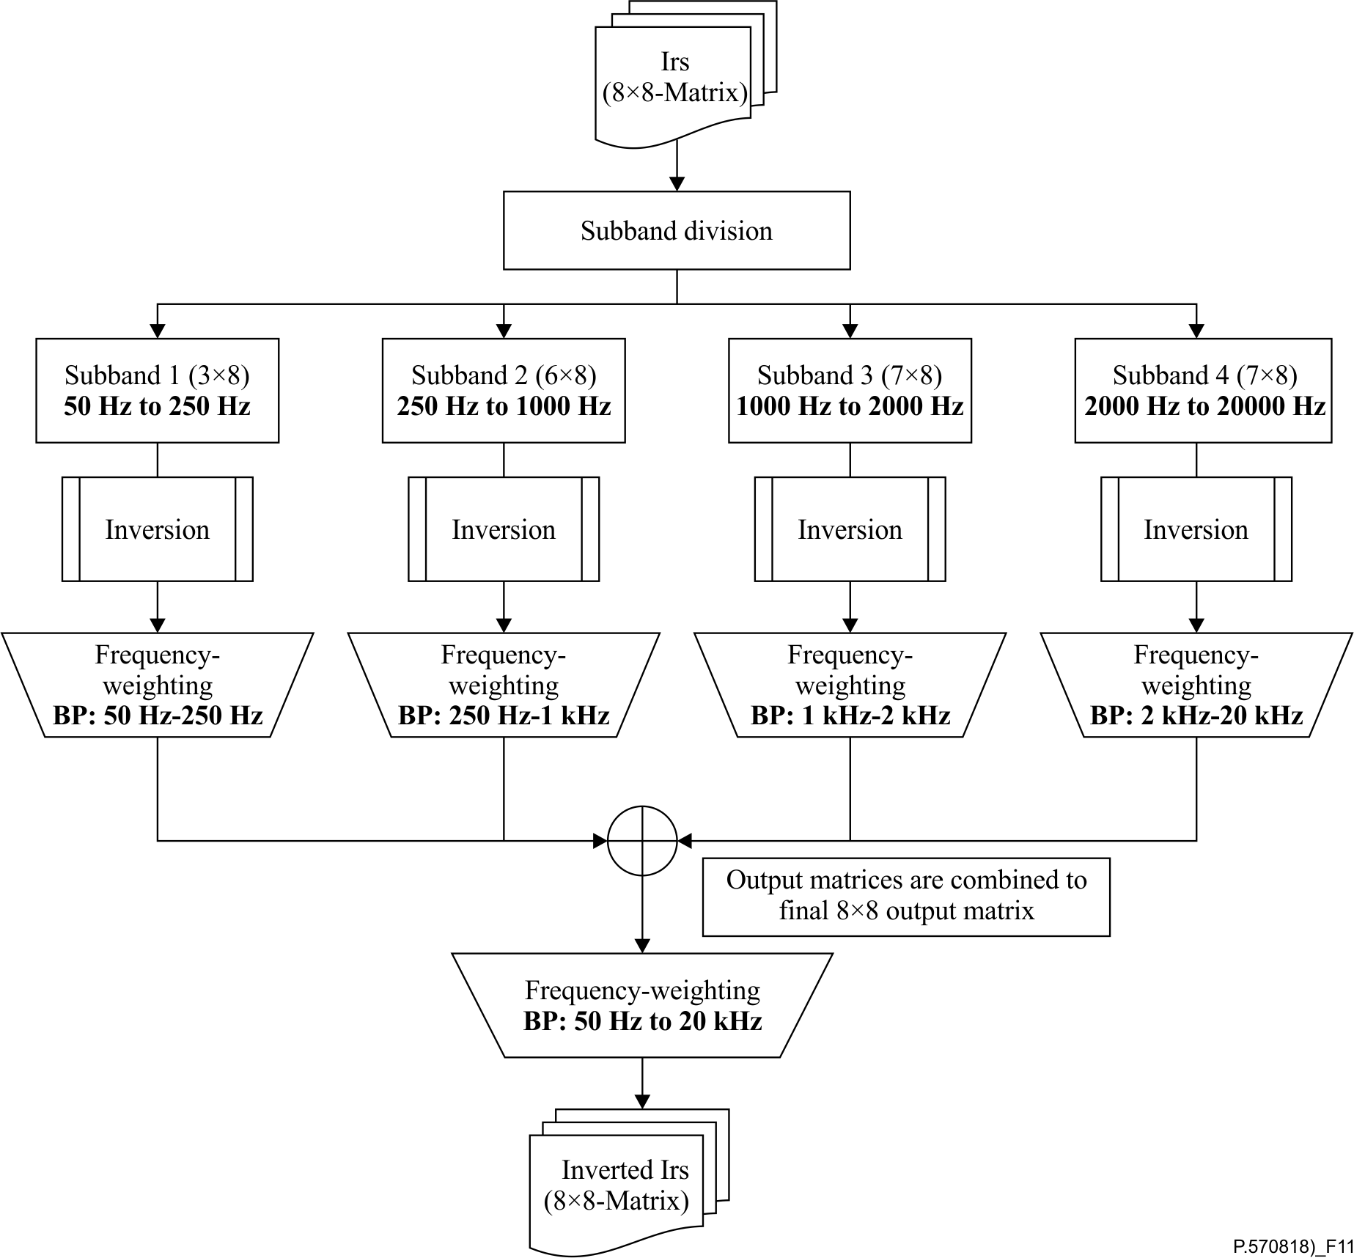 Irs
(8×8-Matrix)
Subband division
Subband 1 (3×8)
50 Hz to 250 Hz
Subband 2 (6×8)
250 Hz to 1000 Hz
Subband 3 (7×8)
1000 Hz to 2000 Hz
Subband 4 (7×8)
2000 Hz to 20000 Hz
Inversion
Inversion
Inversion
Inversion
Frequency-
weighting
BP: 50 Hz-250 Hz
Frequency-
weighting
BP: 250 Hz-1 kHz
Frequency-
weighting
BP: 1 kHz-2 kHz
Frequency-
weighting
BP: 2 kHz-20 kHz
Output matrices are combined to
final 8×8 output matrix
Frequency-weighting
BP: 50 Hz to 20 kHz
Inverted Irs
(8×8-Matrix)
P.570818)_F11